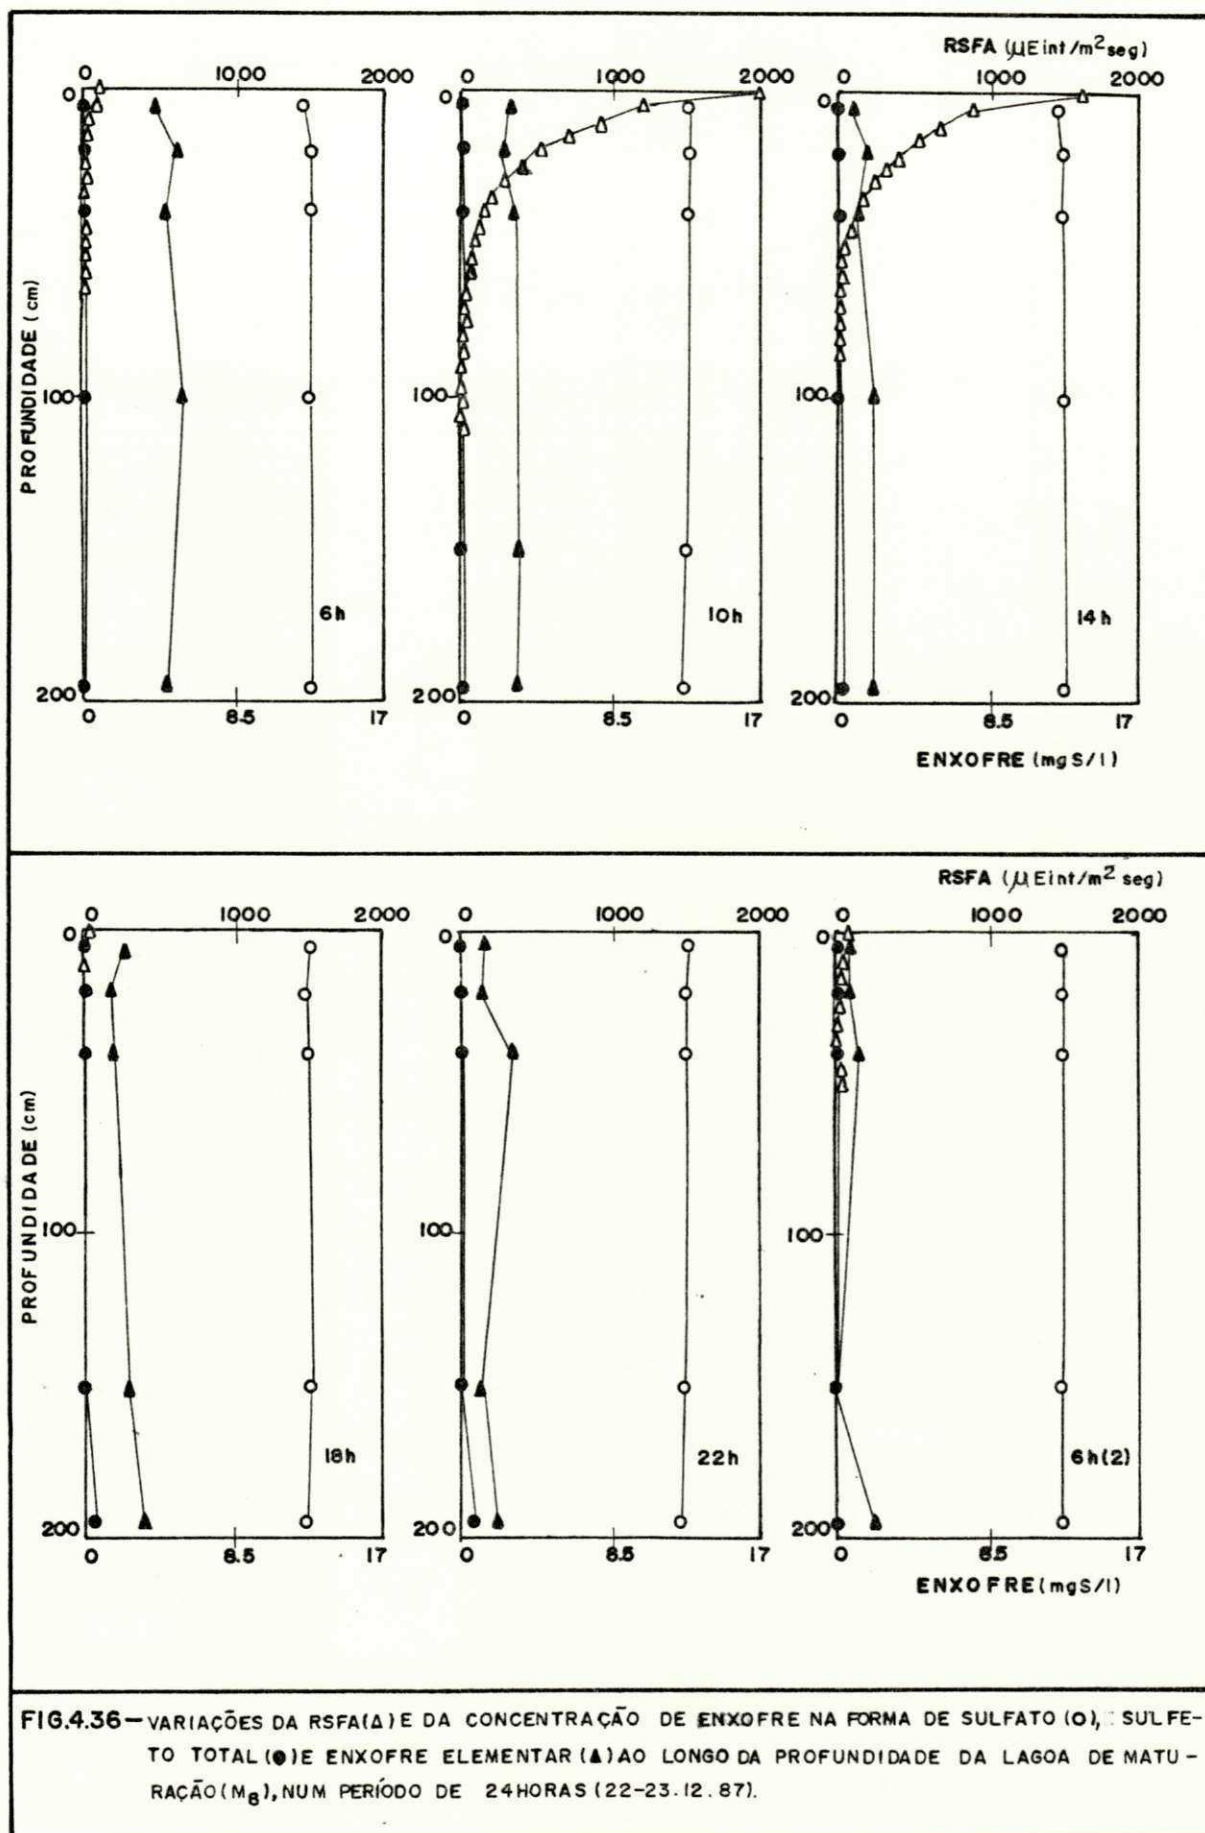 RSFA (μEint/m² seg)
0 1000 2000 0 1000 2000 0 1000 2000
0 0 0
PROFUNDIDADE (cm)
100 100 100
6h 10h 14h
200 200 200
0 8.5 17 0 8.5 17 0 8.5 17
ENXOFRE (mgS/l)
RSFA (μEint/m² seg)
0 1000 2000 0 1000 2000 0 1000 2000
0 0 0
PROFUNDIDADE (cm)
100 100 100
18h 22h 6h(2)
200 200 200
0 8.5 17 0 8.5 17 0 8.5 17
ENXOFRE (mgS/l)
FIG.4.36—VARIAÇÕES DA RSFA(Δ) E DA CONCENTRAÇÃO DE ENXOFRE NA FORMA DE SULFATO (O), SULFE-
TO TOTAL (●) E ENXOFRE ELEMENTAR (▲) AO LONGO DA PROFUNDIDADE DA LAGOA DE MATU-
RAÇÃO (M8), NUM PERÍODO DE 24HORAS (22-23.12.87).